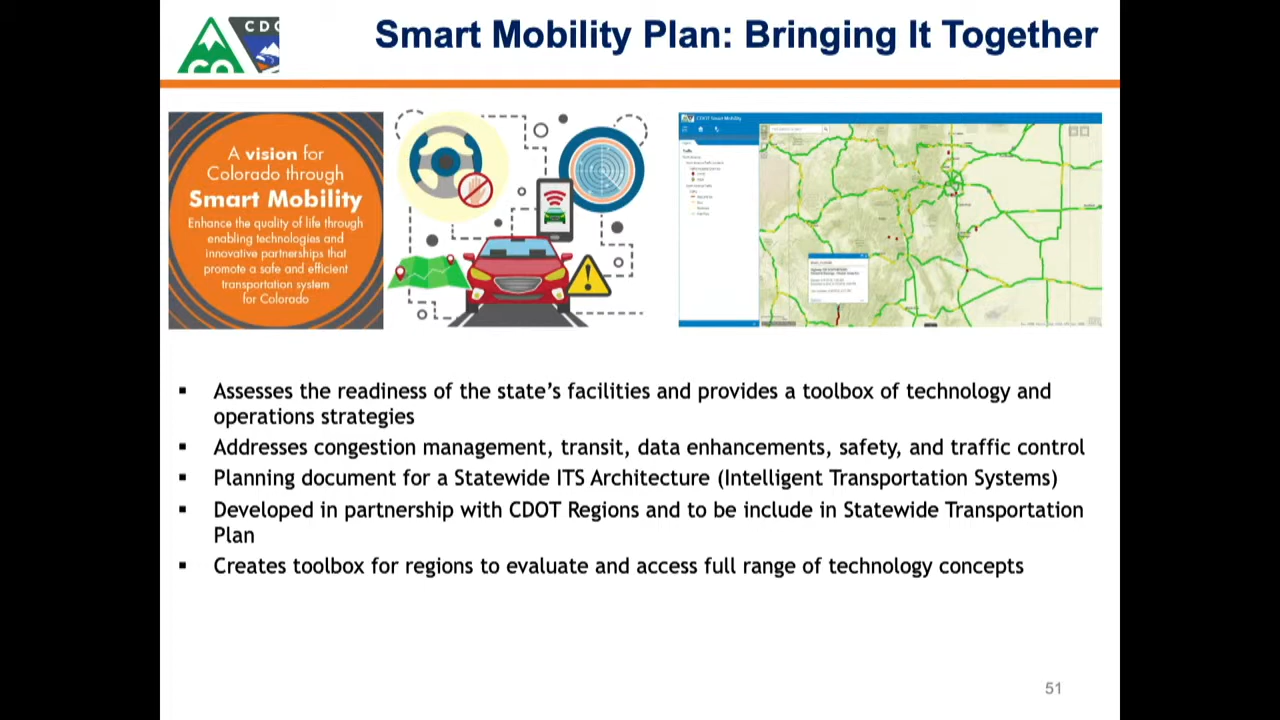 CDO
CO
Smart Mobility Plan: Bringing It Together
A vision for
Colorado through
Smart Mobility
Enhance the quality of life through
enabling technologies and
innovative partnerships that
promote a safe and efficient
transportation system
for Colorado
CDOT Smart Mobility
▪ Assesses the readiness of the state's facilities and provides a toolbox of technology and
operations strategies
▪ Addresses congestion management, transit, data enhancements, safety, and traffic control
▪ Planning document for a Statewide ITS Architecture (Intelligent Transportation Systems)
▪ Developed in partnership with CDOT Regions and to be include in Statewide Transportation
Plan
▪ Creates toolbox for regions to evaluate and access full range of technology concepts
51